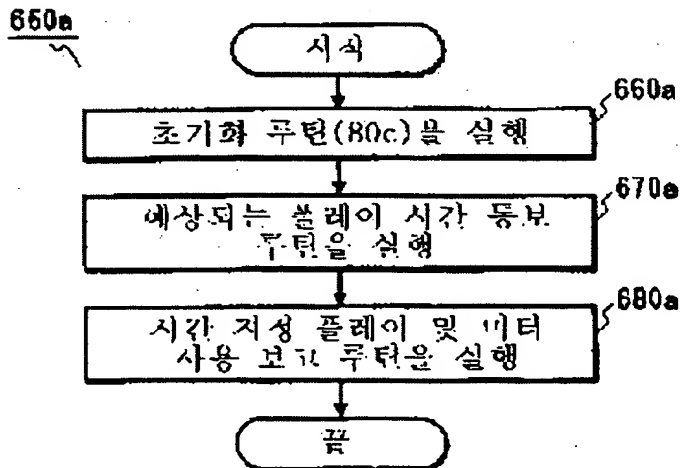 650a
시작
660a
초기화 루틴(80c)을 실행
670a
예상되는 플레이 시간 통보
루틴을 실행
680a
시간 지정 플레이 및 미터
사용 보고 루틴을 실행
끝